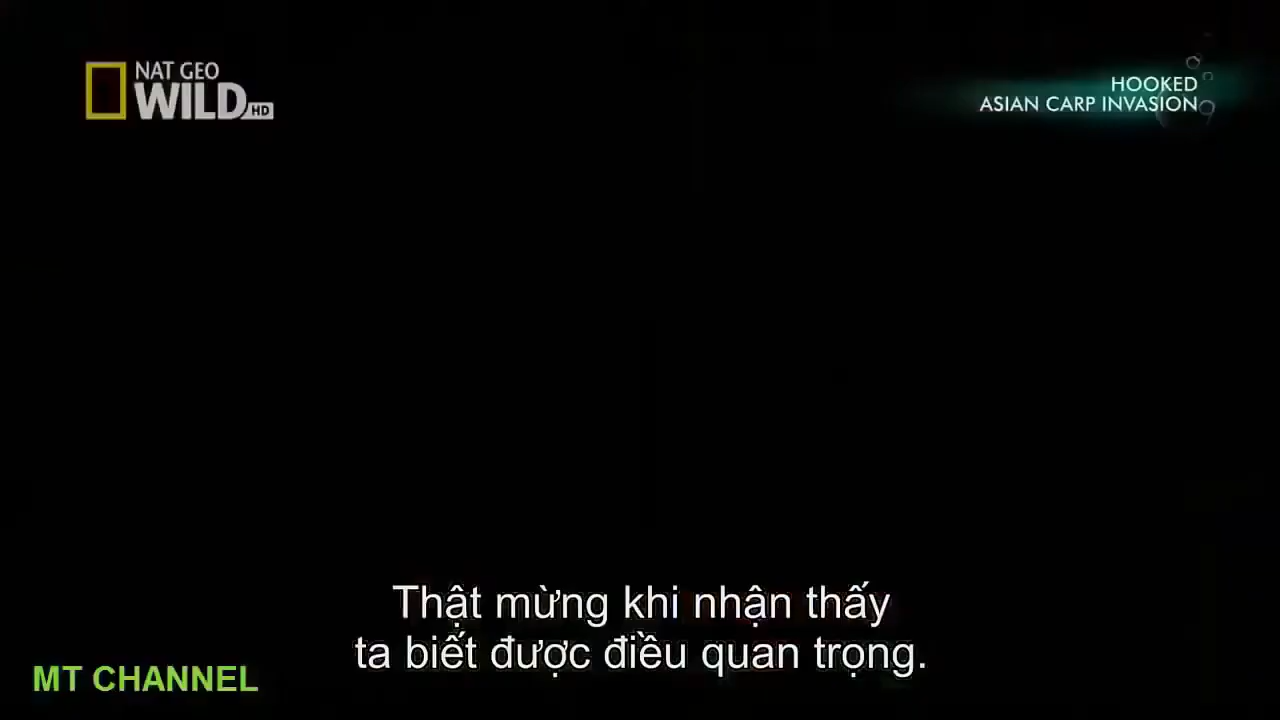 NAT GEO
WILD HD
HOOKED
ASIAN CARP INVASION
Thật mừng khi nhận thấy
ta biết được điều quan trọng.
MT CHANNEL